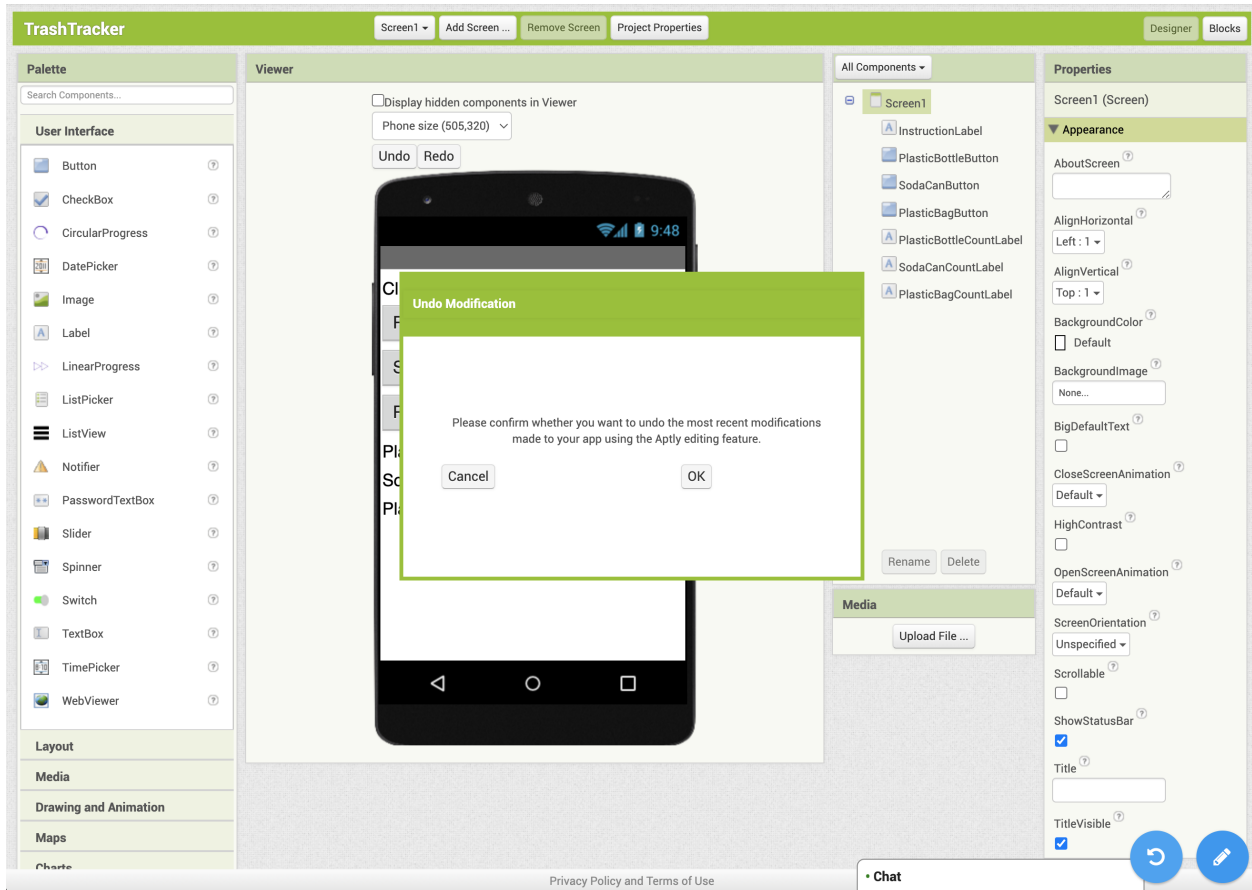 TrashTracker
Screen1
Add Screen ...
Remove Screen
Project Properties
Designer
Blocks
Palette
Search Components...
User Interface
Button
CheckBox
CircularProgress
DatePicker
Image
Label
LinearProgress
ListPicker
ListView
Notifier
PasswordTextBox
Slider
Spinner
Switch
TextBox
TimePicker
WebViewer
Layout
Media
Drawing and Animation
Maps
Charts
Viewer
Display hidden components in Viewer
Phone size (505,320)
Undo
Redo
9:48
Undo Modification
Please confirm whether you want to undo the most recent modifications
made to your app using the Aptly editing feature.
Cancel
OK
All Components
Screen1
InstructionLabel
PlasticBottleButton
SodaCanButton
PlasticBagButton
PlasticBottleCountLabel
SodaCanCountLabel
PlasticBagCountLabel
Rename
Delete
Media
Upload File ...
Properties
Screen1 (Screen)
Appearance
AboutScreen
AlignHorizontal
Left : 1
AlignVertical
Top : 1
BackgroundColor
Default
BackgroundImage
None...
BigDefaultText
CloseScreenAnimation
Default
HighContrast
OpenScreenAnimation
Default
ScreenOrientation
Unspecified
Scrollable
ShowStatusBar
Title
TitleVisible
Privacy Policy and Terms of Use
Chat